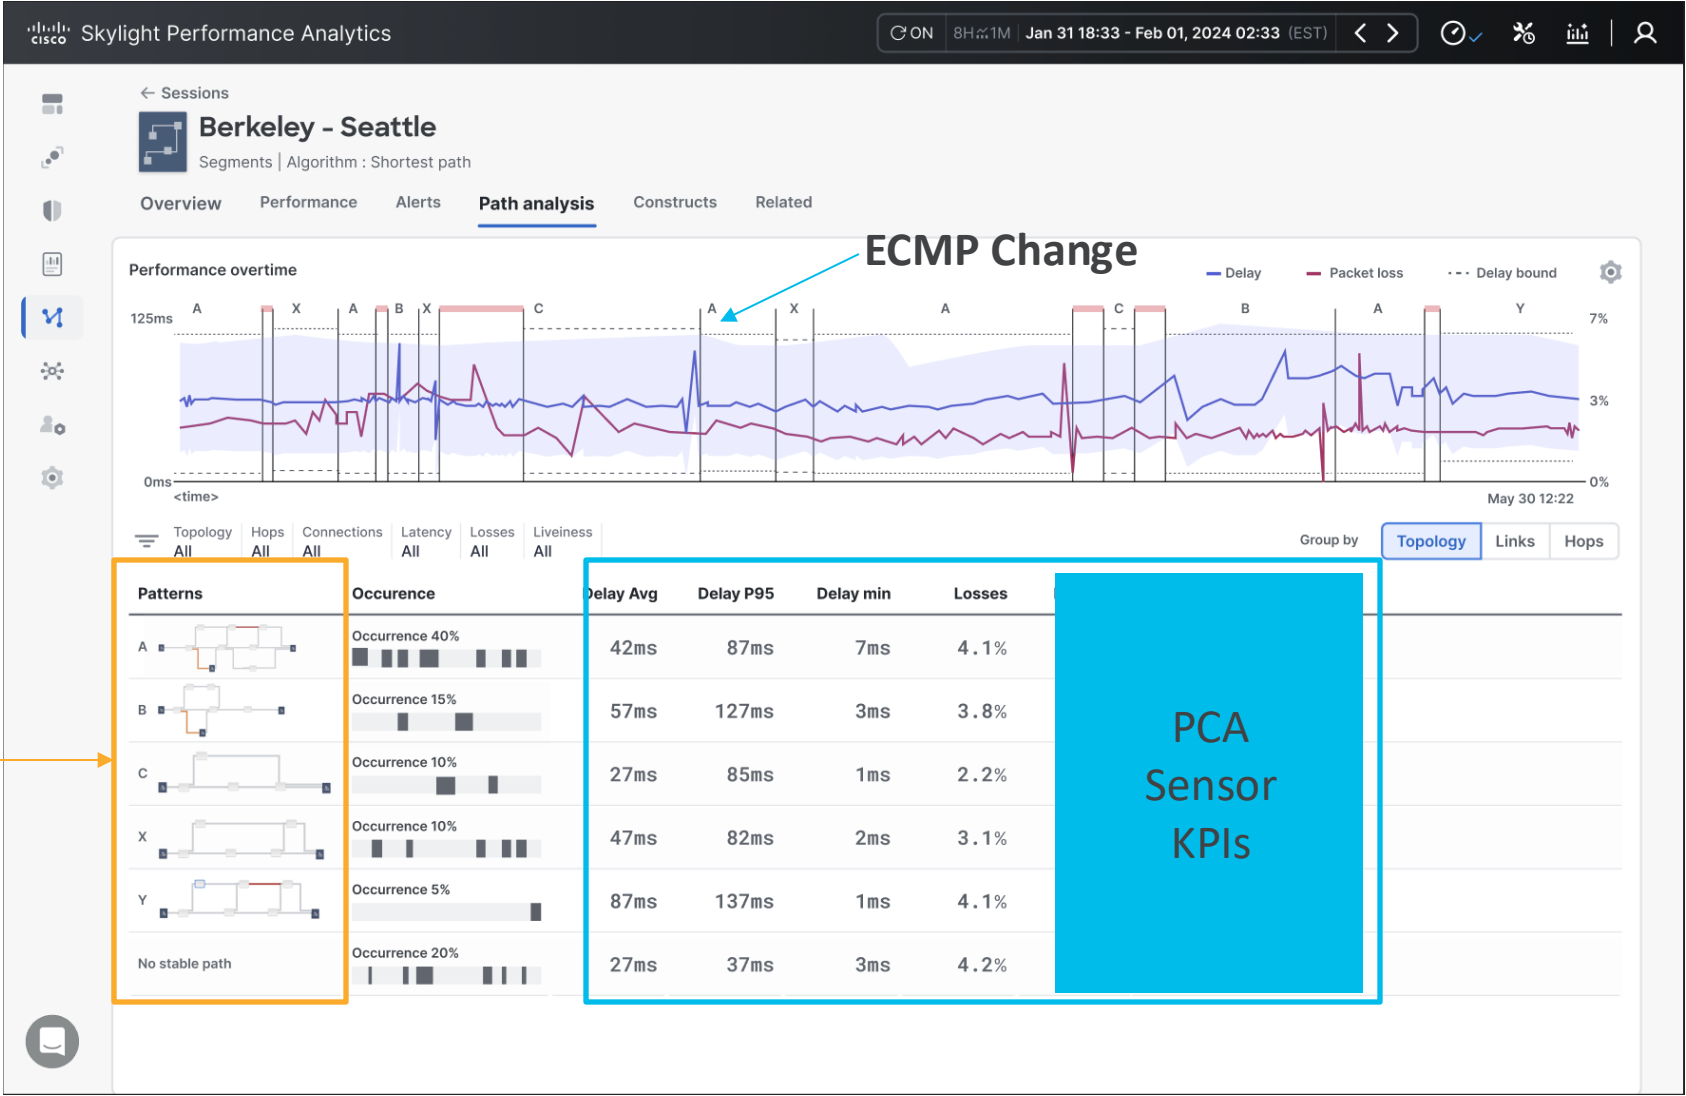 cisco Skylight Performance Analytics
ON 8H 1M Jan 31 18:33 - Feb 01, 2024 02:33 (EST)
← Sessions
Berkeley - Seattle
Segments | Algorithm : Shortest path
Overview Performance Alerts Path analysis Constructs Related
ECMP Change
Performance overtime
Delay Packet loss Delay bound
A X A B X C A X A C B A Y
125ms 7%
3%
0ms 0%
<time> May 30 12:22
Topology Hops Connections Latency Losses Liveiness
All All All All All All
Group by Topology Links Hops
Patterns Occurence Delay Avg Delay P95 Delay min Losses
A Occurrence 40% 42ms 87ms 7ms 4.1%
B Occurrence 15% 57ms 127ms 3ms 3.8%
C Occurrence 10% 27ms 85ms 1ms 2.2%
X Occurrence 10% 47ms 82ms 2ms 3.1%
Y Occurrence 5% 87ms 137ms 1ms 4.1%
No stable path Occurrence 20% 27ms 37ms 3ms 4.2%
PCA
Sensor
KPIs